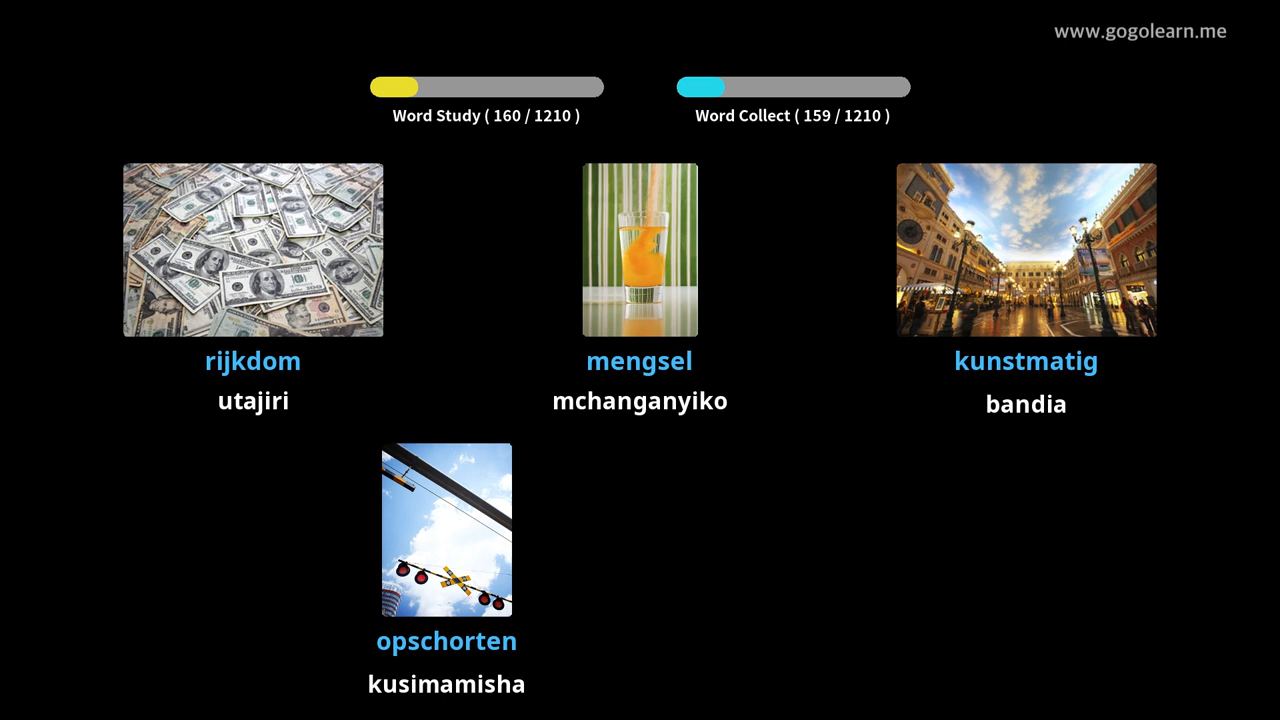 www.gogolearn.me
Word Study ( 160 / 1210 )
Word Collect ( 159 / 1210 )
rijkdom
utajiri
mengsel
mchanganyiko
kunstmatig
bandia
opschorten
kusimamisha